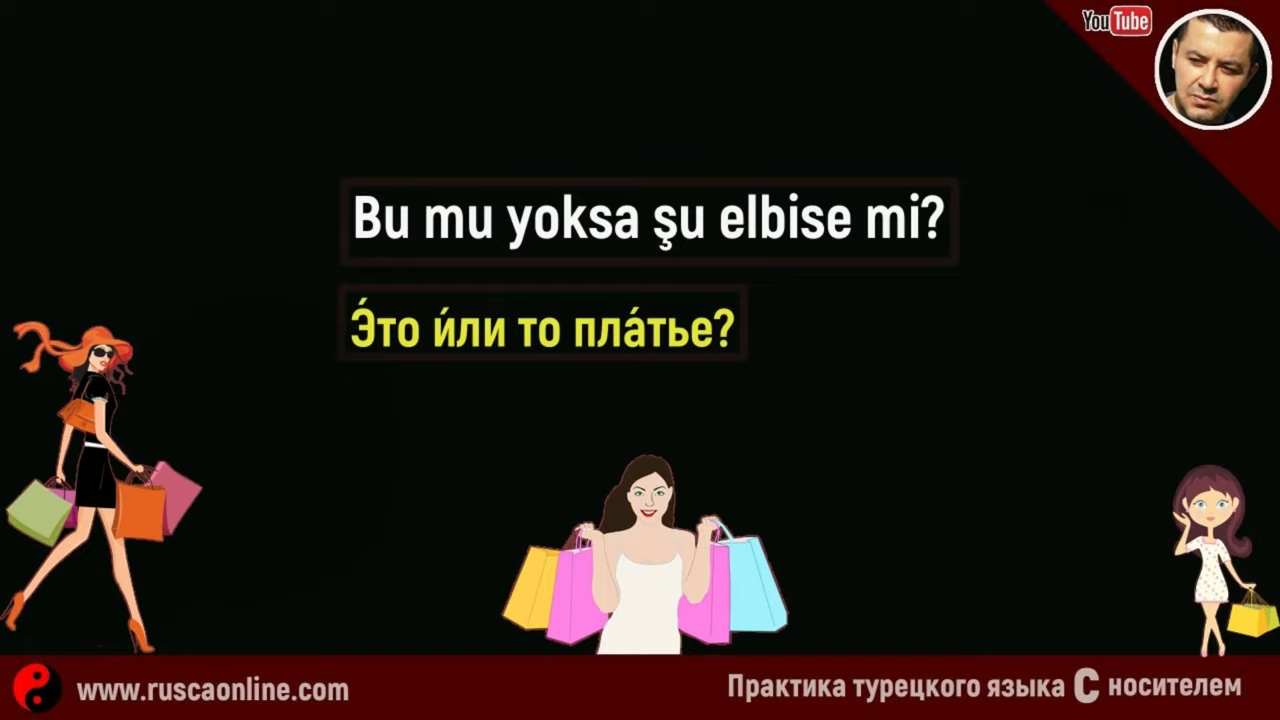 YouTube
Bu mu yoksa şu elbise mi?
Э́то и́ли то пла́тье?
www.ruscaonline.com
Практика турецкого языка С носителем